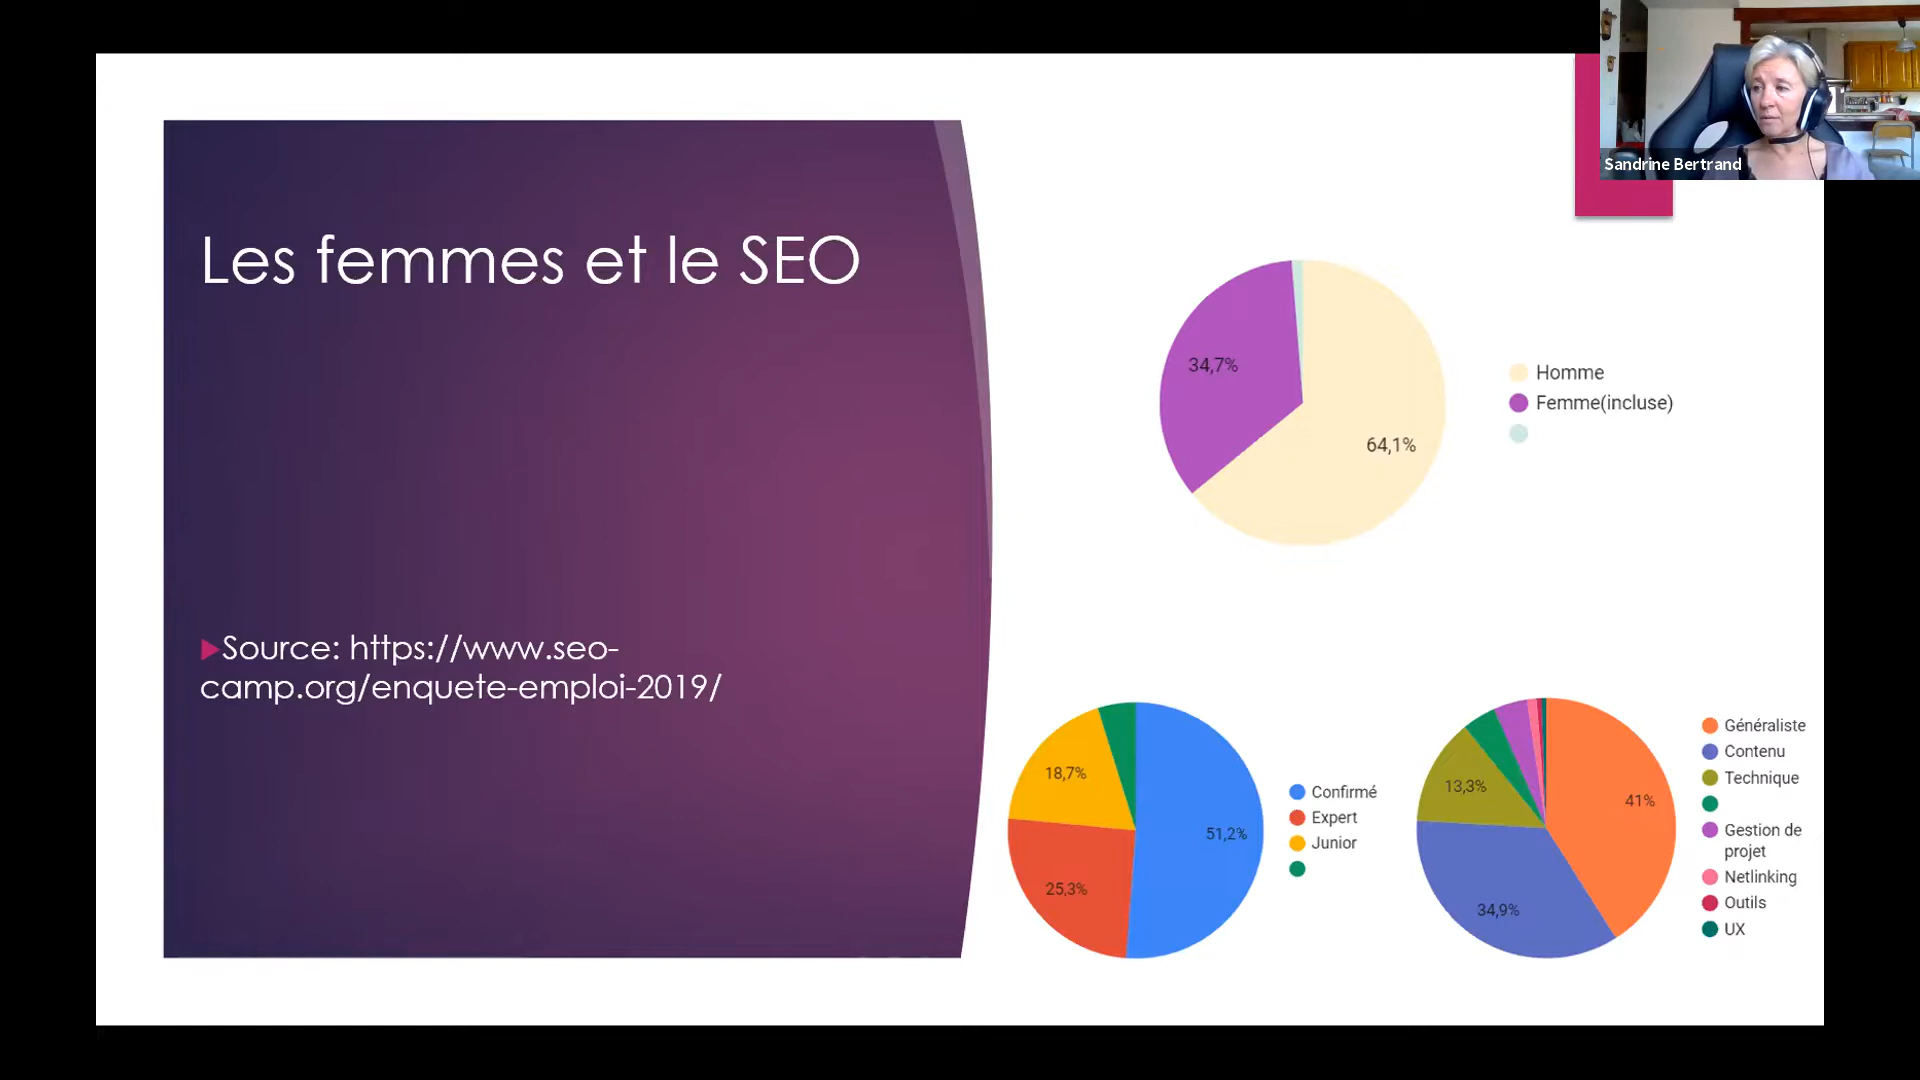 Sandrine Bertrand
Les femmes et le SEO
Source: https://www.seo-
camp.org/enquete-emploi-2019/
34,7%
64,1%
Homme
Femme(incluse)
18,7%
51,2%
25,3%
Confirmé
Expert
Junior
13,3%
41%
34,9%
Généraliste
Contenu
Technique
Gestion de
projet
Netlinking
Outils
UX